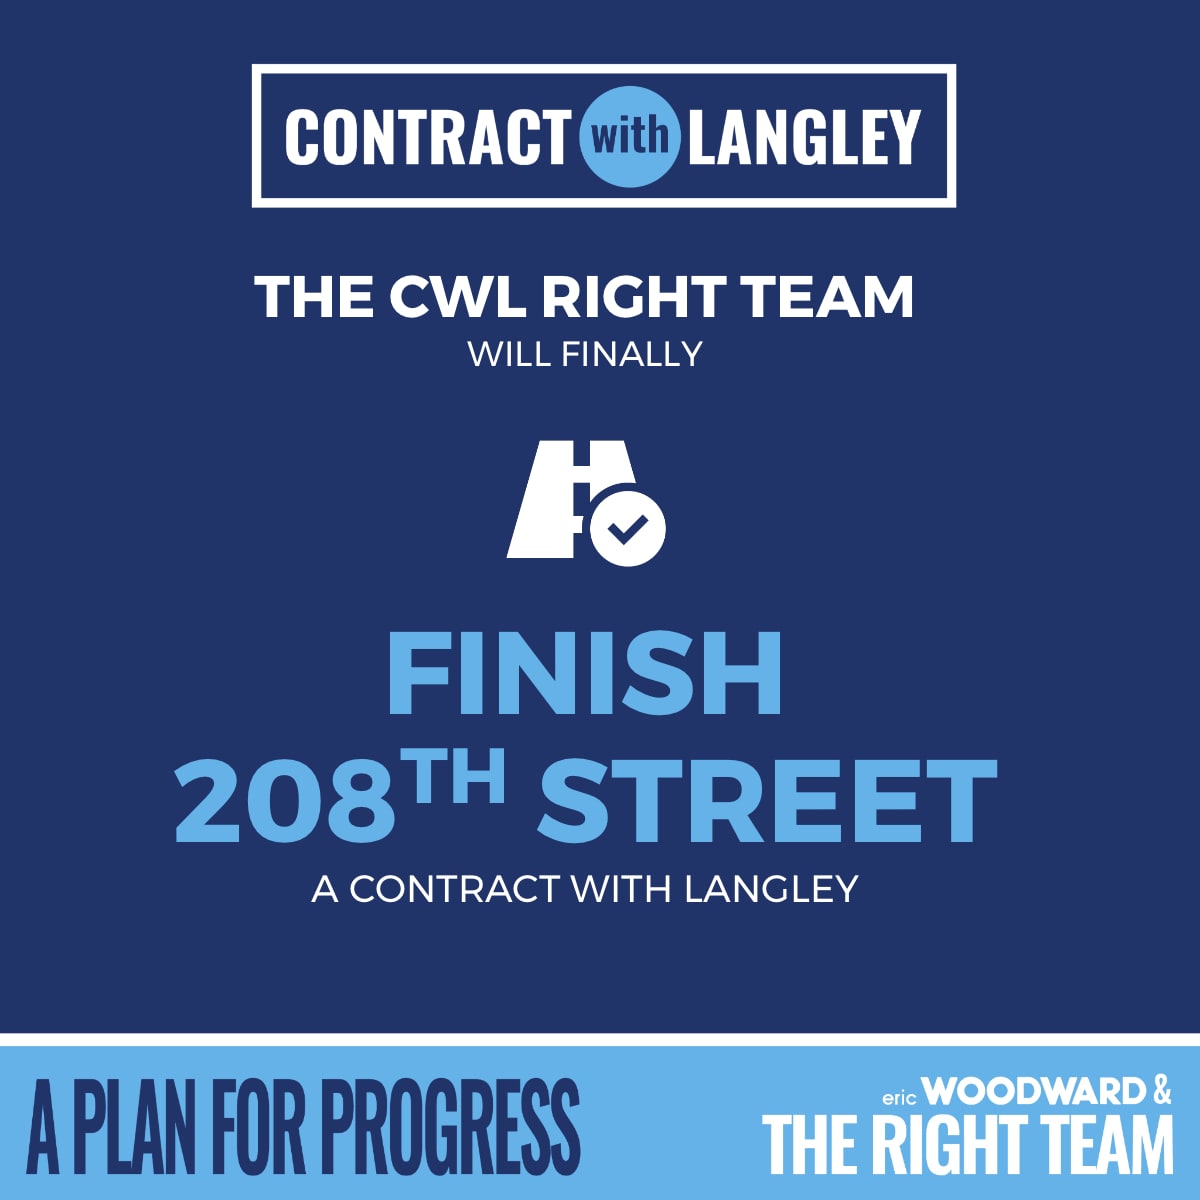 CONTRACT with LANGLEY
THE CWL RIGHT TEAM
WILL FINALLY
FINISH
208TH STREET
A CONTRACT WITH LANGLEY
A PLAN FOR PROGRESS
eric WOODWARD &
THE RIGHT TEAM